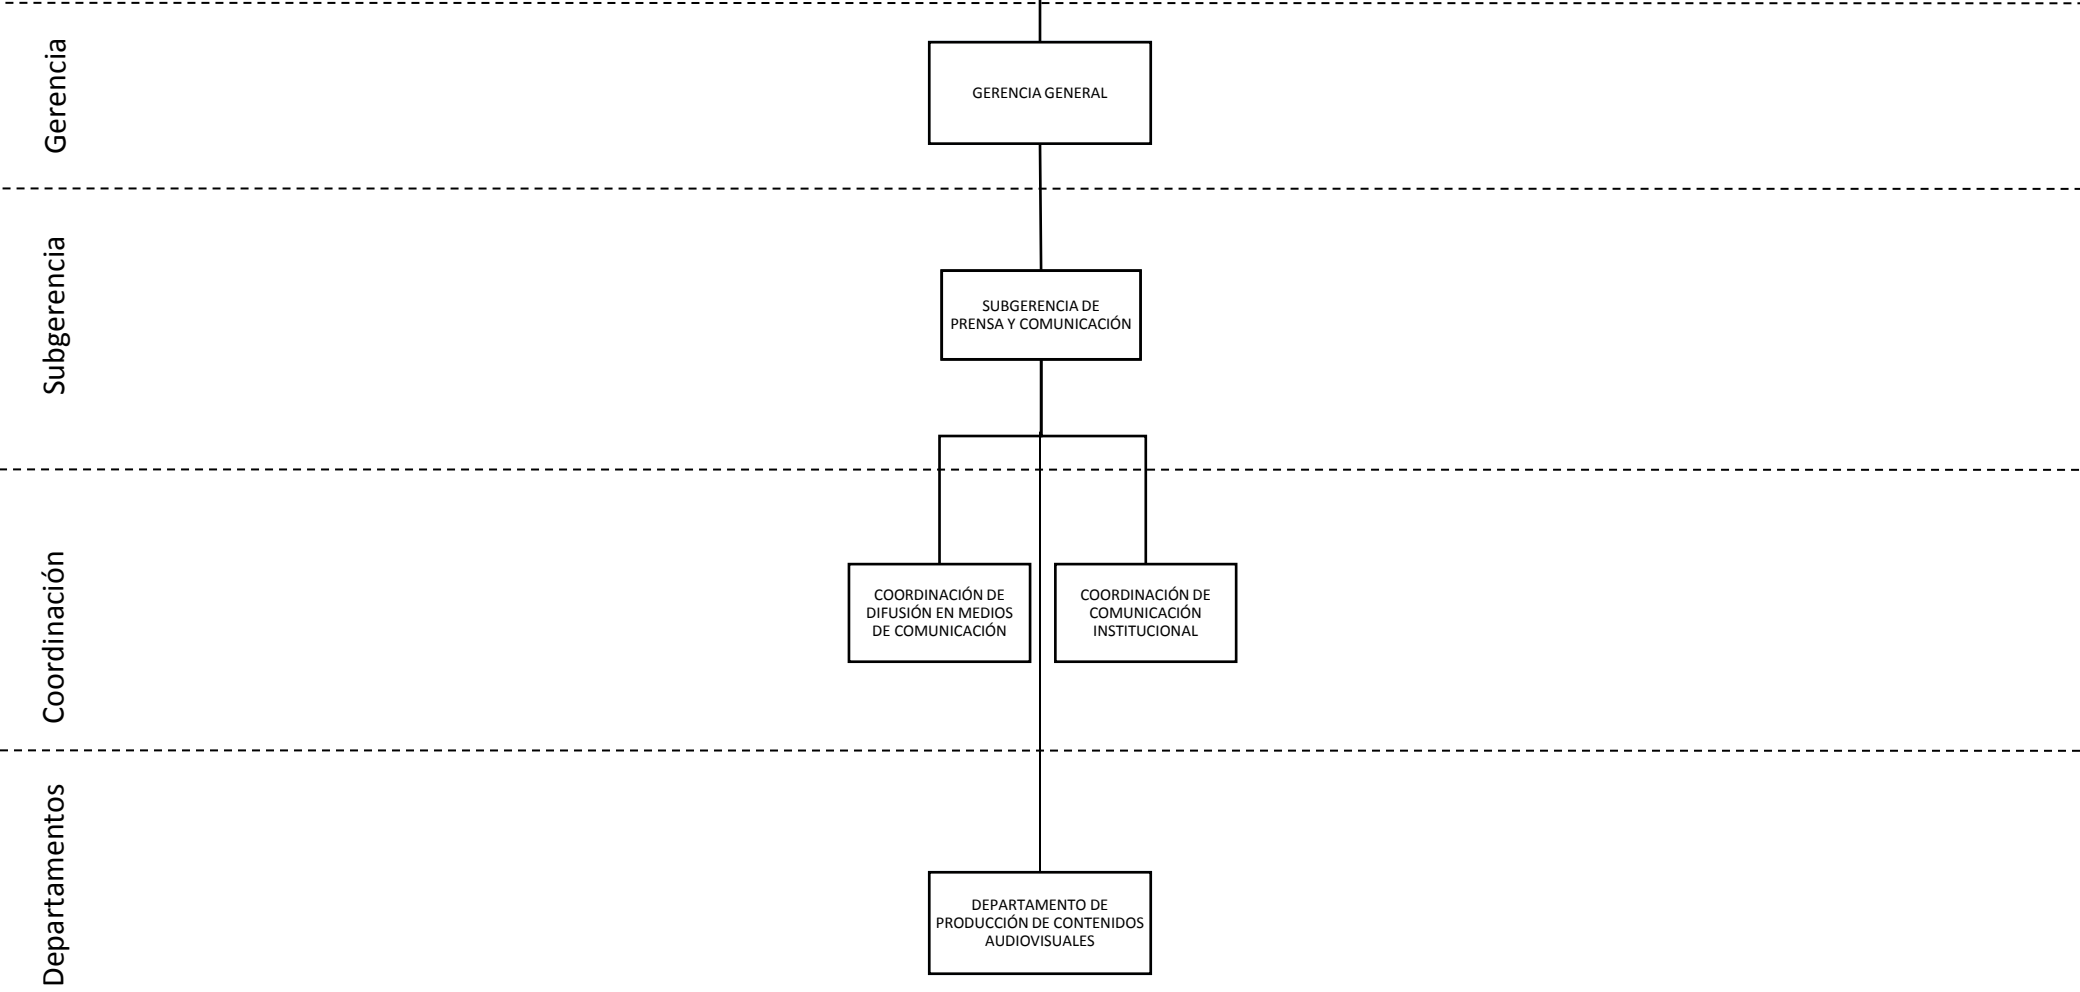 Gerencia
GERENCIA GENERAL
Subgerencia
SUBGERENCIA DE
PRENSA Y COMUNICACIÓN
Coordinación
COORDINACIÓN DE
DIFUSIÓN EN MEDIOS
DE COMUNICACIÓN
COORDINACIÓN DE
COMUNICACIÓN
INSTITUCIONAL
Departamentos
DEPARTAMENTO DE
PRODUCCIÓN DE CONTENIDOS
AUDIOVISUALES